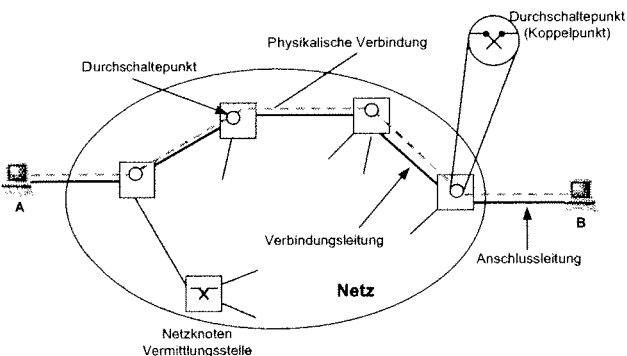 Durchschaltepunkt
(Koppelpunkt)
Physikalische Verbindung
Durchschaltepunkt
A
B
Verbindungsleitung
Anschlussleitung
Netz
Netzknoten
Vermittlungsstelle